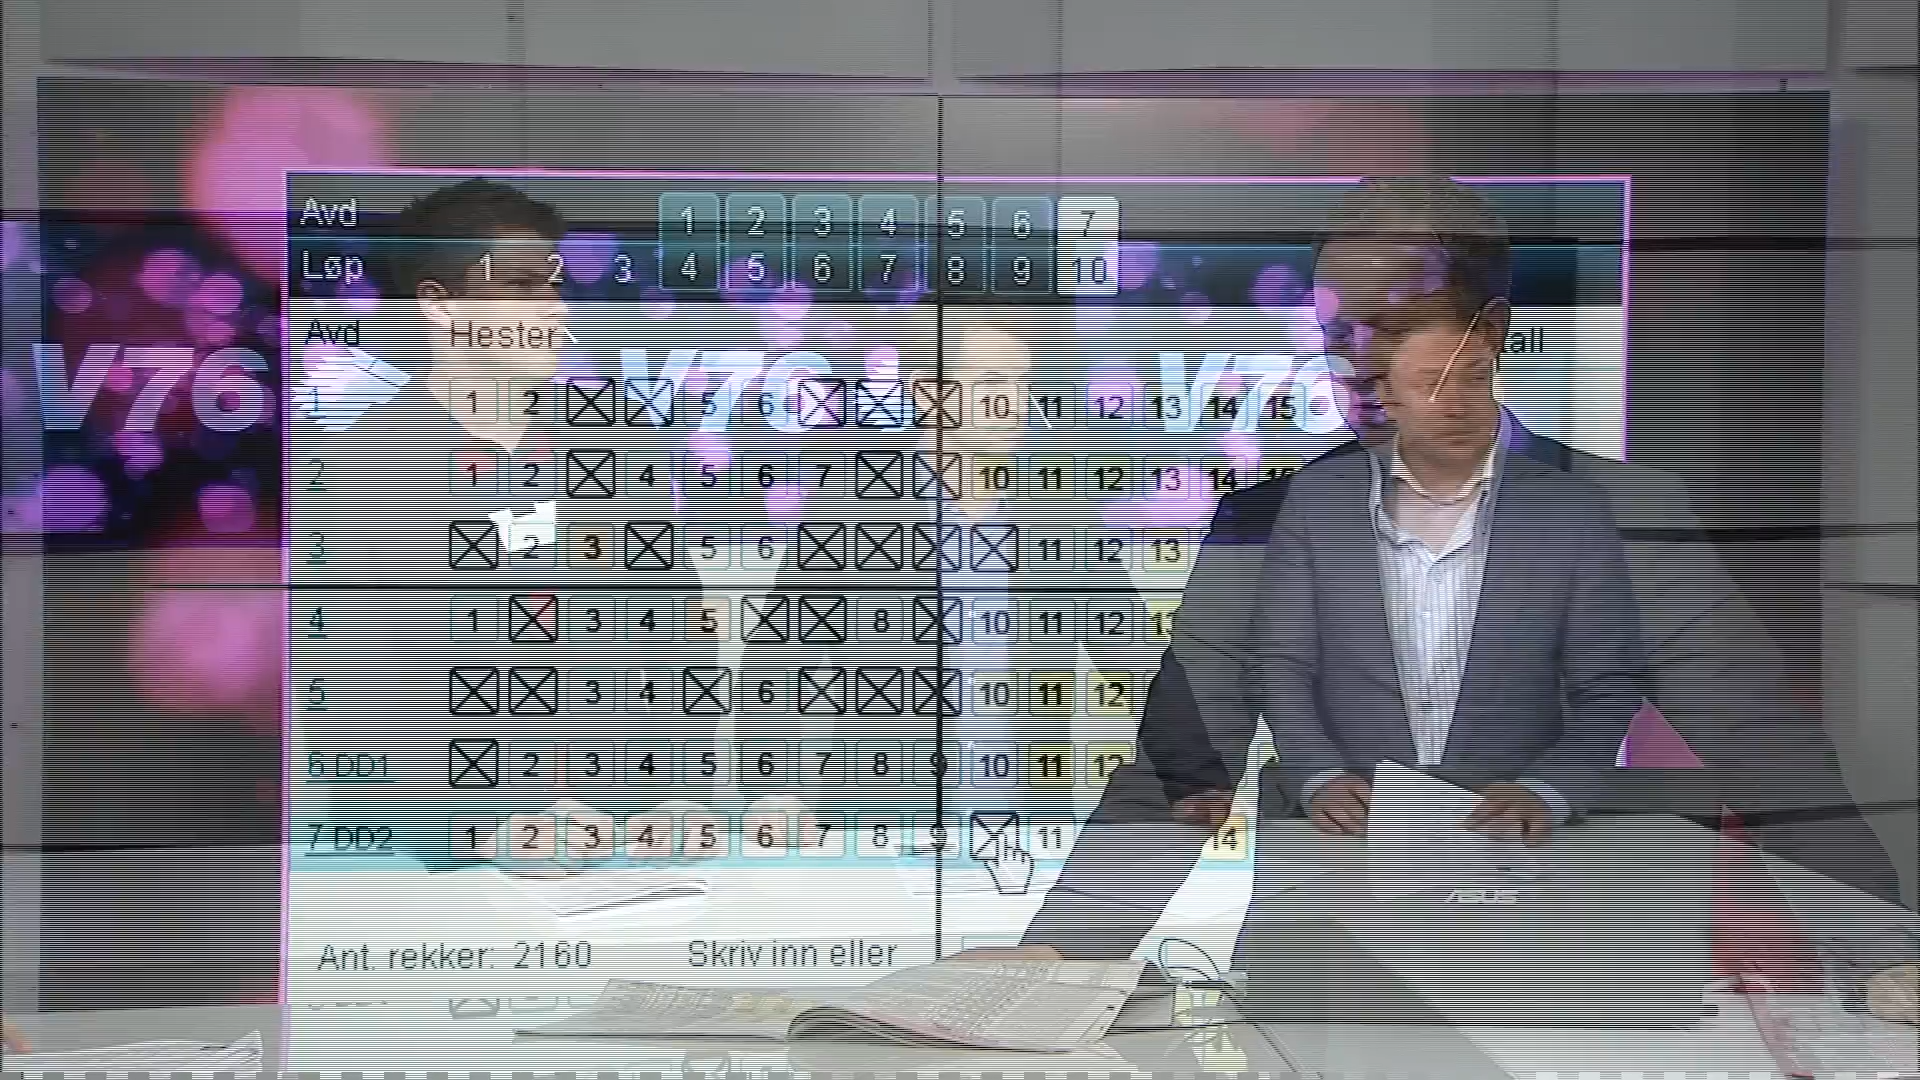 Avd 1 2 3 4 5 6 7
Løp 1 2 3 4 5 6 7 8 9 10
Avd Hester
V76 V76 V76
1 1 2 5 6 10 11 12 13 14 15
2 1 2 4 5 6 7 10 11 12 13 14 15
3 2 3 5 6 11 12 13
4 1 3 4 5 8 10 11 12
5 3 4 6 10 11 12
6 DD1 2 3 4 5 6 7 8 9 10 11 12
7 DD2 1 2 3 4 5 6 7 8 9 11 14
ASUS
Ant. rekker: 2160 Skriv inn eller